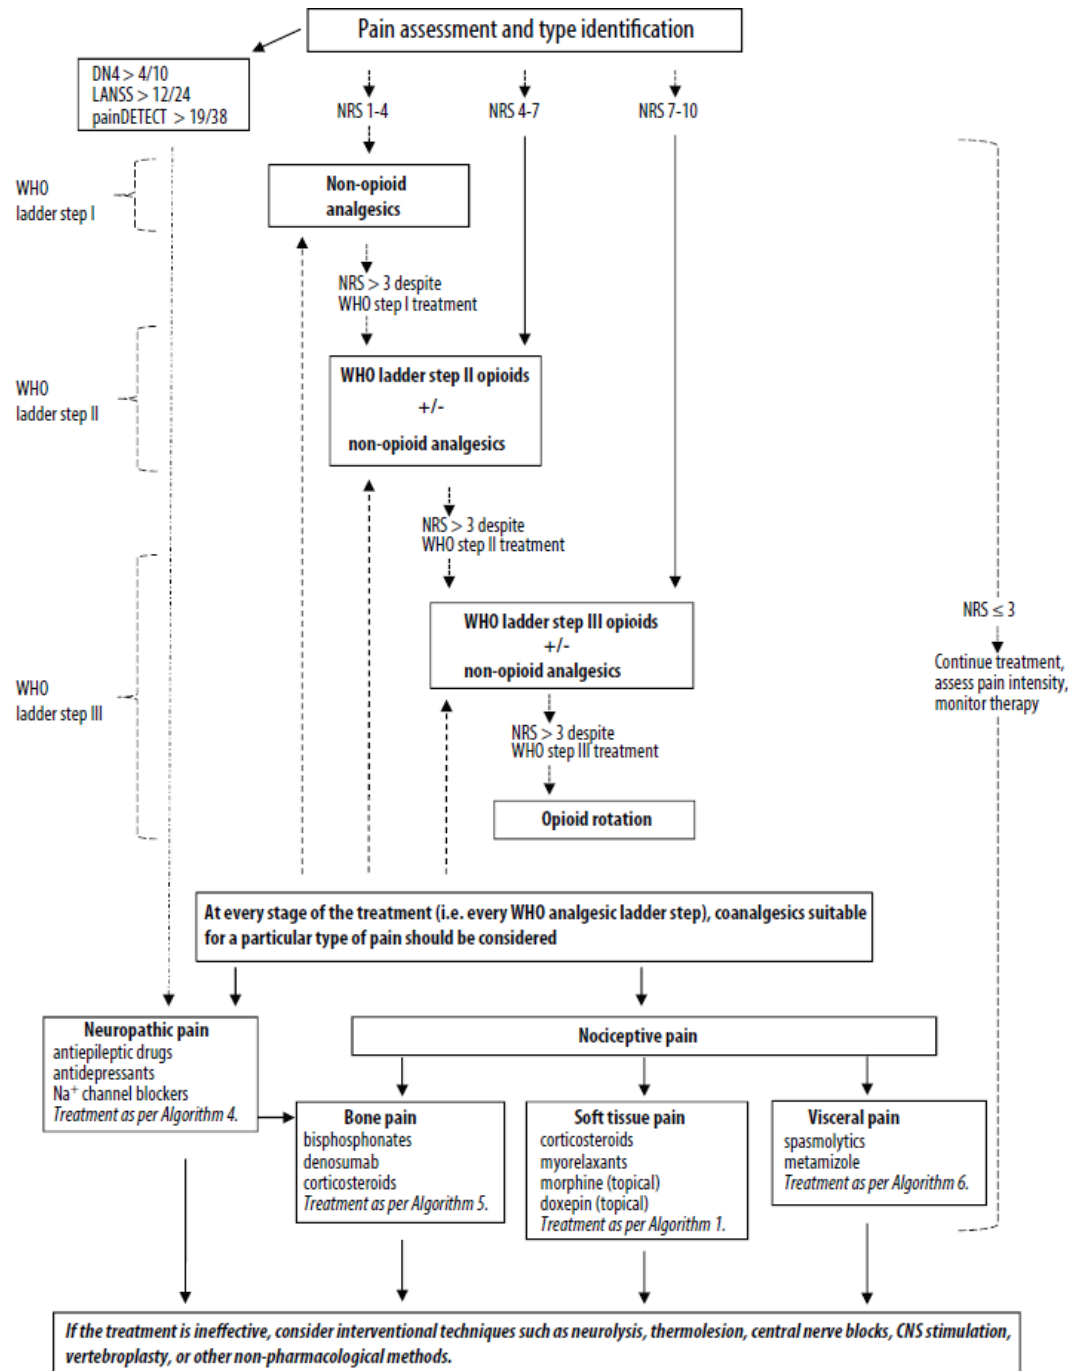 Pain assessment and type identification
DN4 > 4/10
LANSS > 12/24
painDETECT > 19/38
NRS 1-4
NRS 4-7
NRS 7-10
WHO
ladder step I
Non-opioid
analgesics
NRS > 3 despite
WHO step I treatment
WHO
ladder step II
WHO ladder step II opioids
+/-
non-opioid analgesics
NRS > 3 despite
WHO step II treatment
WHO
ladder step III
WHO ladder step III opioids
+/-
non-opioid analgesics
NRS > 3 despite
WHO step III treatment
Opioid rotation
NRS ≤ 3
Continue treatment,
assess pain intensity,
monitor therapy
At every stage of the treatment (i.e. every WHO analgesic ladder step), coanalgesics suitable
for a particular type of pain should be considered
Neuropathic pain
antiepileptic drugs
antidepressants
Na⁺ channel blockers
Treatment as per Algorithm 4.
Nociceptive pain
Bone pain
bisphosphonates
denosumab
corticosteroids
Treatment as per Algorithm 5.
Soft tissue pain
corticosteroids
myorelaxants
morphine (topical)
doxepin (topical)
Treatment as per Algorithm 1.
Visceral pain
spasmolytics
metamizole
Treatment as per Algorithm 6.
If the treatment is ineffective, consider interventional techniques such as neurolysis, thermolesion, central nerve blocks, CNS stimulation,
vertebroplasty, or other non-pharmacological methods.